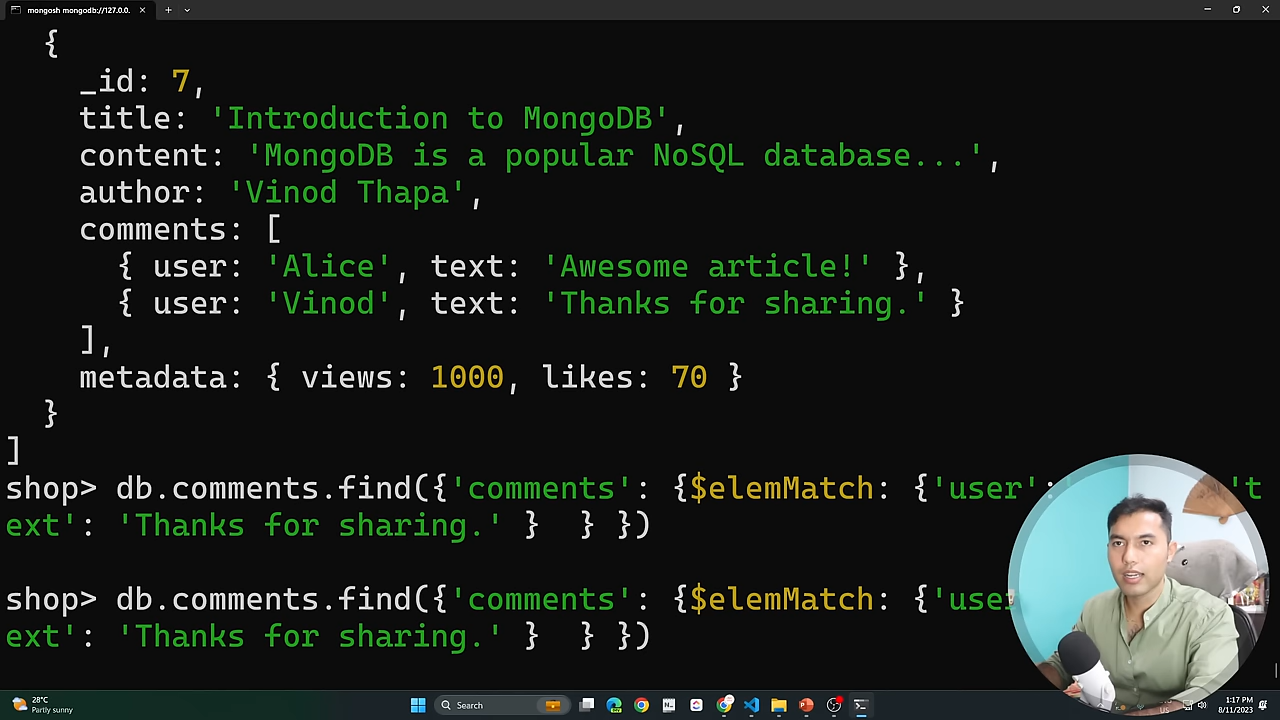 mongosh mongodb://127.0.0.
{
_id: 7,
title: 'Introduction to MongoDB',
content: 'MongoDB is a popular NoSQL database...',
author: 'Vinod Thapa',
comments: [
{ user: 'Alice', text: 'Awesome article!' },
{ user: 'Vinod', text: 'Thanks for sharing.' }
],
metadata: { views: 1000, likes: 70 }
}
]
shop> db.comments.find({'comments': {$elemMatch: {'user': 't
ext': 'Thanks for sharing.' } } })
shop> db.comments.find({'comments': {$elemMatch: {'user
ext': 'Thanks for sharing.' } } })
28°C
Partly sunny
Search
1:17 PM
US
8/11/2023